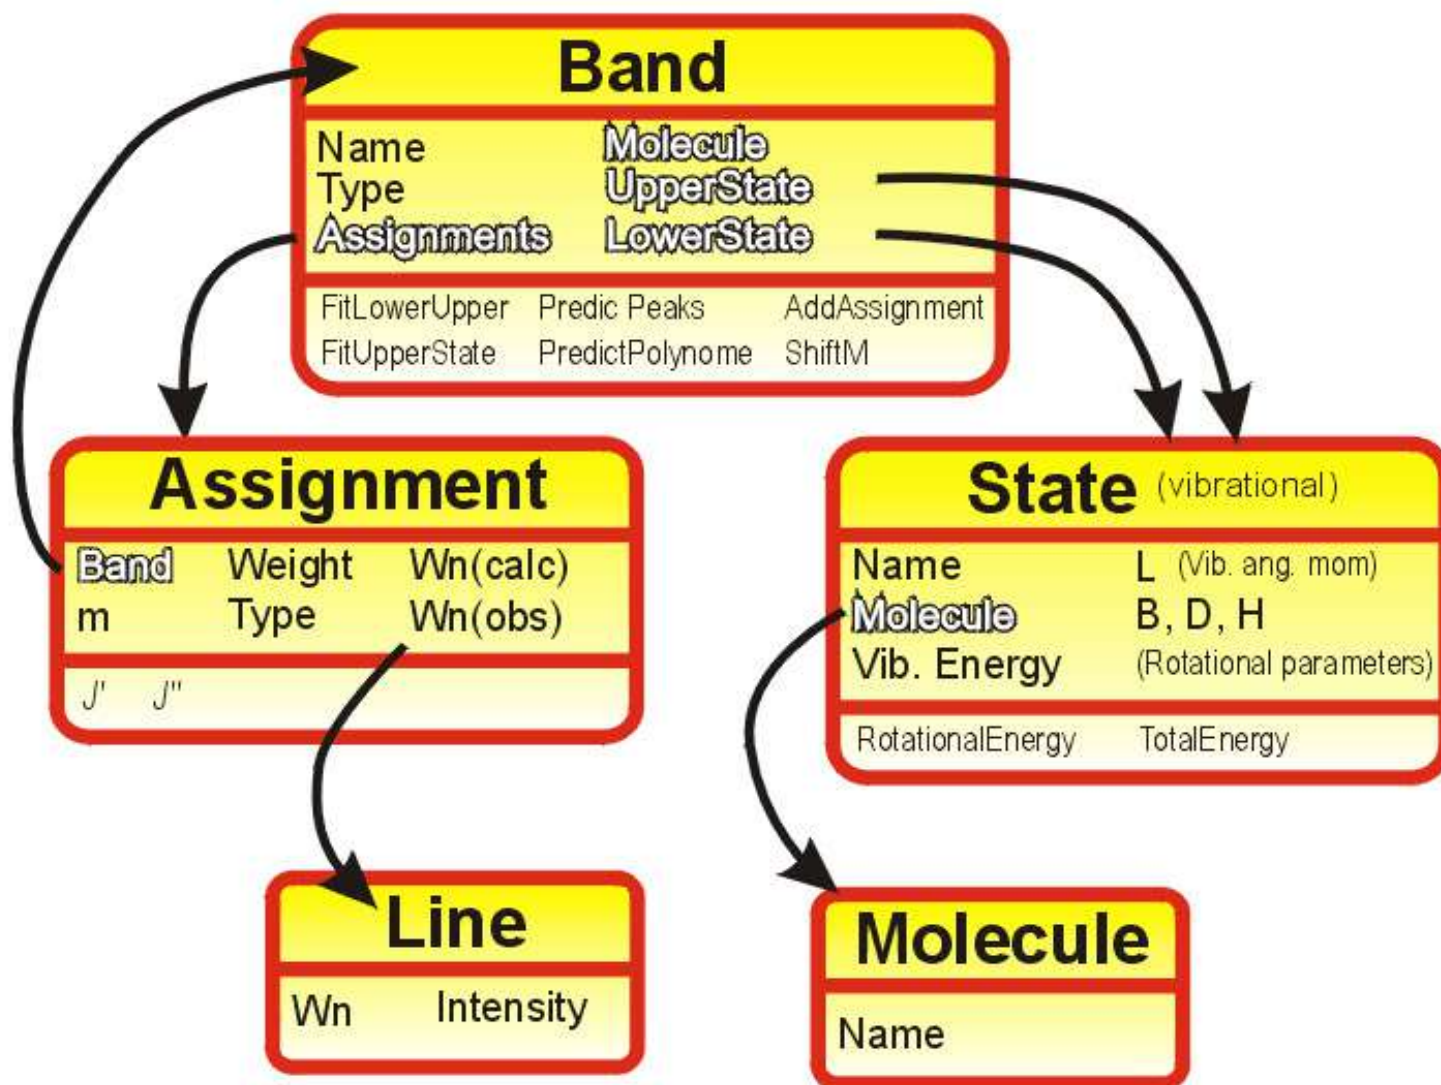 Band
Name Molecule
Type UpperState
Assignments LowerState
FitLowerUpper Predic Peaks AddAssignment
FitUpperState PredictPolynome ShiftM
Assignment
Band Weight Wn(calc)
m Type Wn(obs)
J' J"
State (vibrational)
Name L (Vib. ang. mom)
Molecule B, D, H
Vib. Energy (Rotational parameters)
RotationalEnergy TotalEnergy
Line
Wn Intensity
Molecule
Name